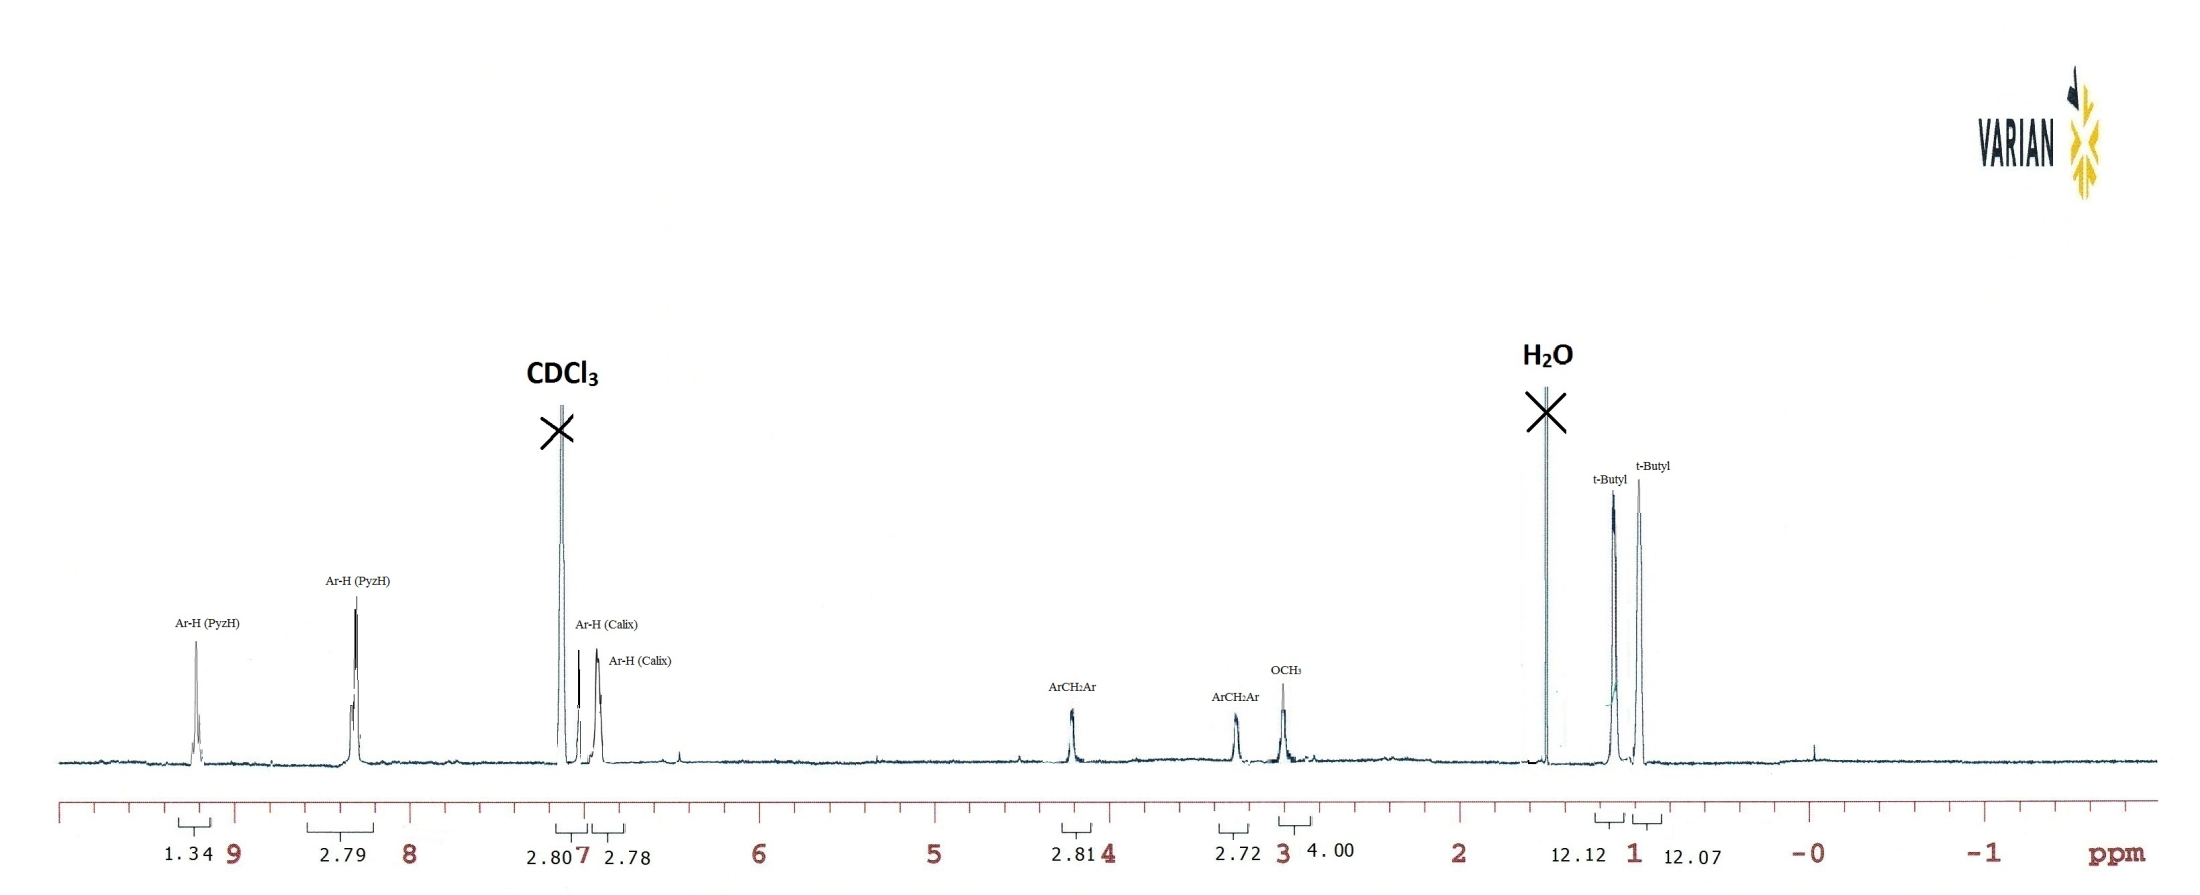 VARIAN
CDCl₃
H₂O
t-Butyl
t-Butyl
Ar-H (PyzH)
Ar-H (PyzH)
Ar-H (Calix)
Ar-H (Calix)
ArCH₂Ar
ArCH₂Ar
OCH₃
9 8 7 6 5 4 3 2 1 -0 -1 ppm
1.34 2.79 2.80 2.78 2.81 2.72 4.00 12.12 12.07